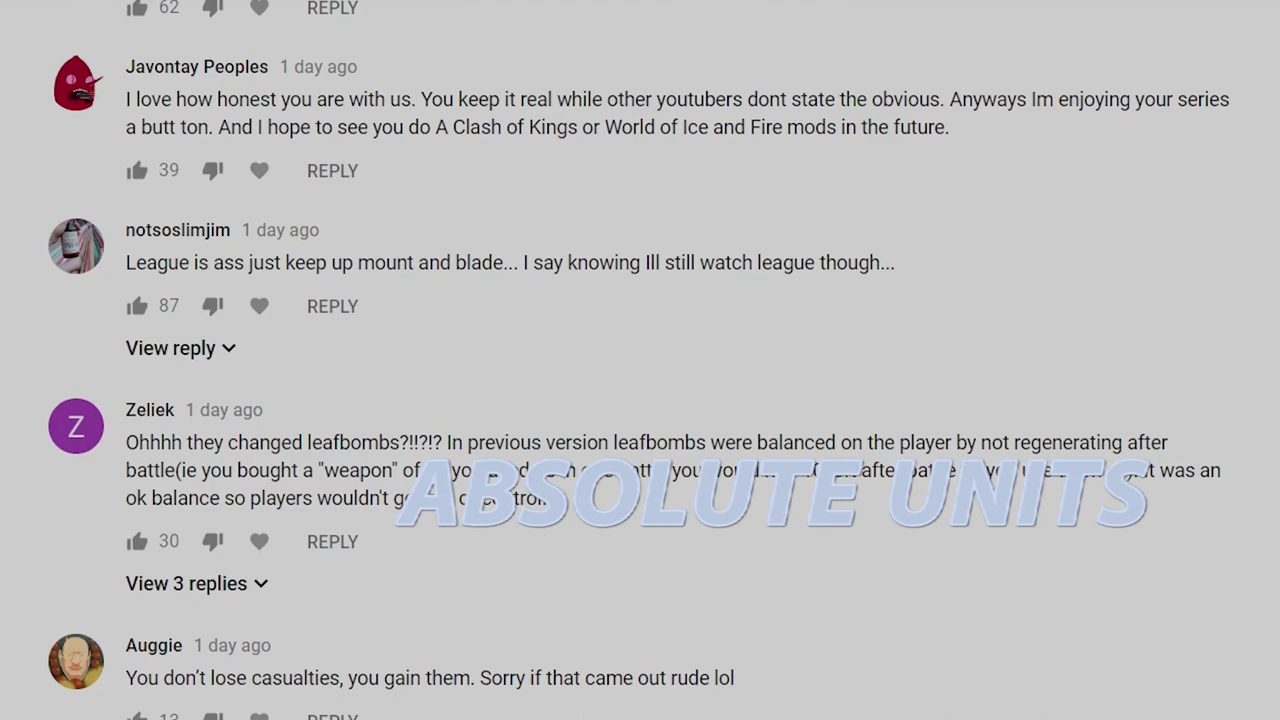 62 REPLY
Javontay Peoples 1 day ago
I love how honest you are with us. You keep it real while other youtubers dont state the obvious. Anyways Im enjoying your series
a butt ton. And I hope to see you do A Clash of Kings or World of Ice and Fire mods in the future.
39 REPLY
notsoslimjim 1 day ago
League is ass just keep up mount and blade... I say knowing Ill still watch league though...
87 REPLY
View reply
Z
Zeliek 1 day ago
Ohhhh they changed leafbombs?!!?!? In previous version leafbombs were balanced on the player by not regenerating after
battle(ie you bought a "weapon" of you after was an
ok balance so players wouldn't
ABSOLUTE UNITS
30 REPLY
View 3 replies
Auggie 1 day ago
You don’t lose casualties, you gain them. Sorry if that came out rude lol
13 REPLY